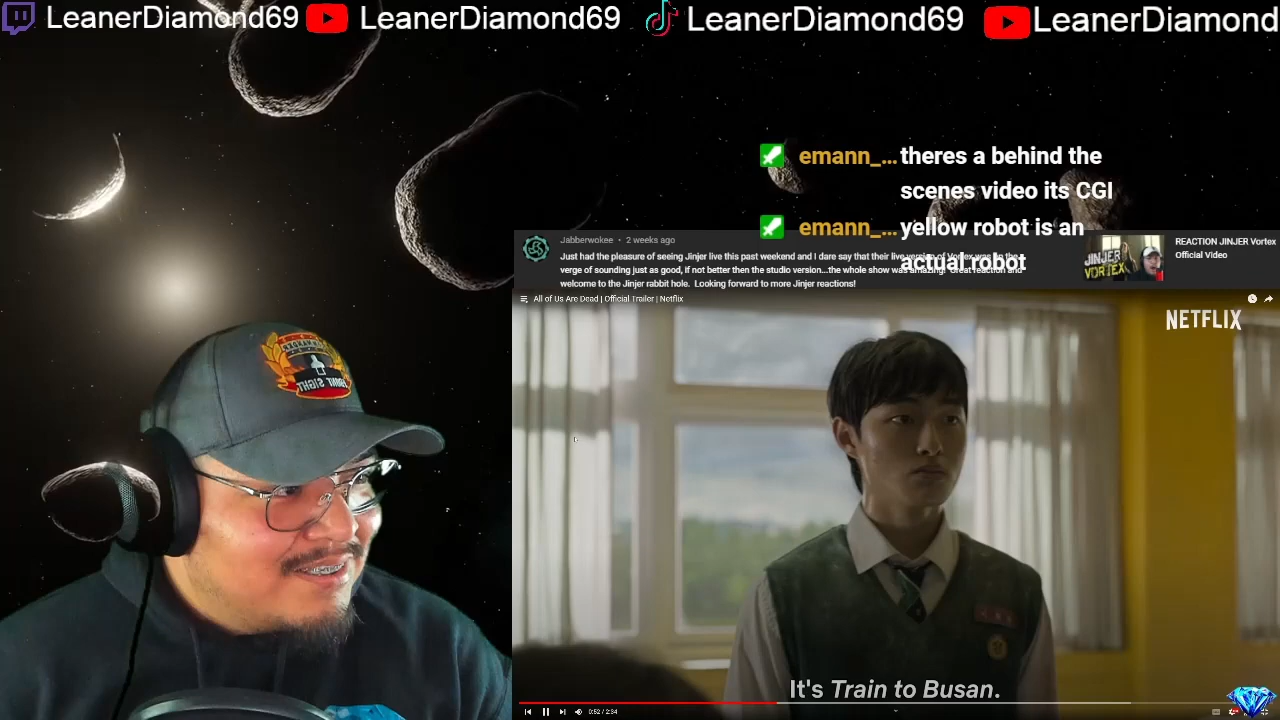 LeanerDiamond69 LeanerDiamond69 LeanerDiamond69 LeanerDiamond
emann_... theres a behind the
scenes video its CGI
emann_... yellow robot is an
actual robot
Jabberwokee • 2 weeks ago
Just had the pleasure of seeing Jinjer live this past weekend and I dare say that their live version of Vortex was on the
verge of sounding just as good, if not better then the studio version...the whole show was amazing! Great reaction and
welcome to the Jinjer rabbit hole. Looking forward to more Jinjer reactions!
JINJER
VORTEX
REACTION JINJER Vortex
Official Video
All of Us Are Dead | Official Trailer | Netflix
NETFLIX
It's Train to Busan.
0:52 / 2:34